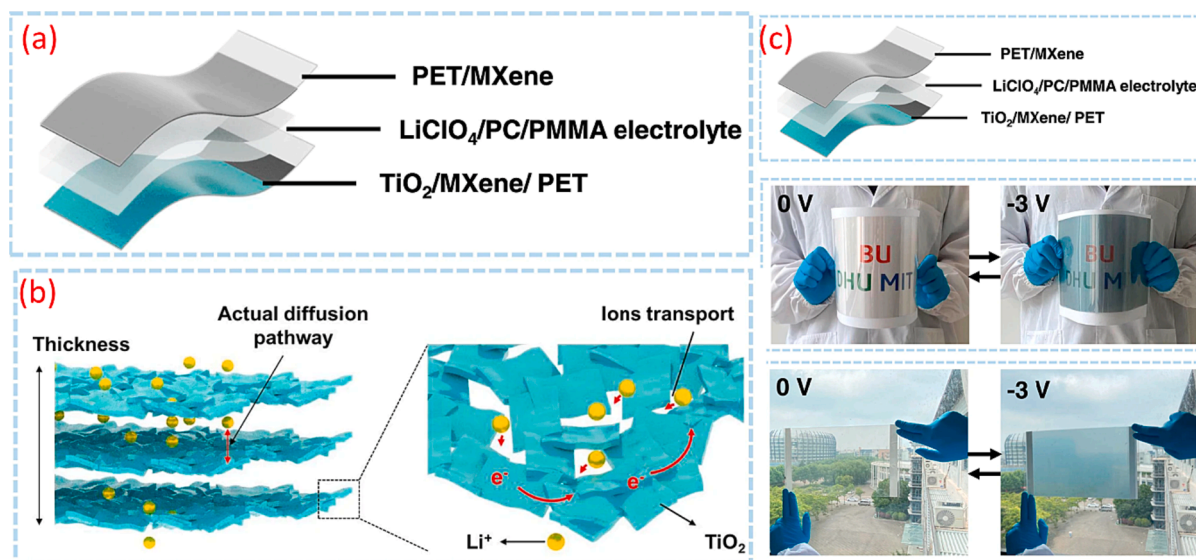 (a)
PET/MXene
LiClO₄/PC/PMMA electrolyte
TiO₂/MXene/ PET
(b)
Actual diffusion
pathway
Thickness
Ions transport
e⁻
e⁻
Li⁺
TiO₂
(c)
PET/MXene
LiClO₄/PC/PMMA electrolyte
TiO₂/MXene/ PET
0 V
-3 V
BU
DHU MIT
BU
DHU MIT
0 V
-3 V